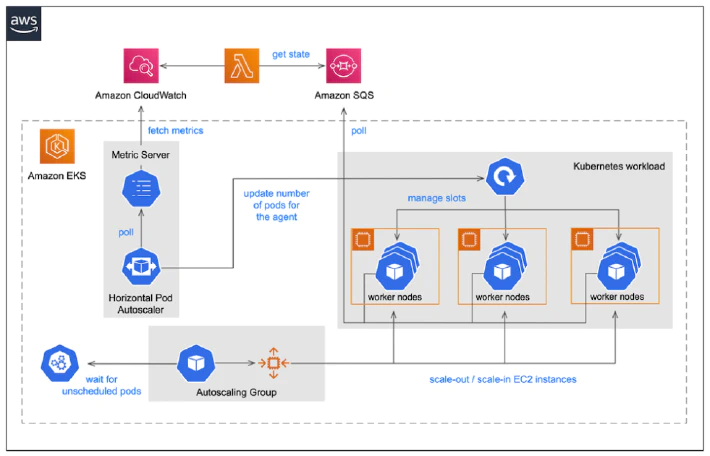 aws
get state
Amazon CloudWatch
Amazon SQS
fetch metrics
poll
K
Amazon EKS
Metric Server
Kubernetes workload
update number
of pods for
the agent
manage slots
poll
Horizontal Pod
Autoscaler
worker nodes
worker nodes
worker nodes
wait for
unscheduled pods
Autoscaling Group
scale-out / scale-in EC2 instances